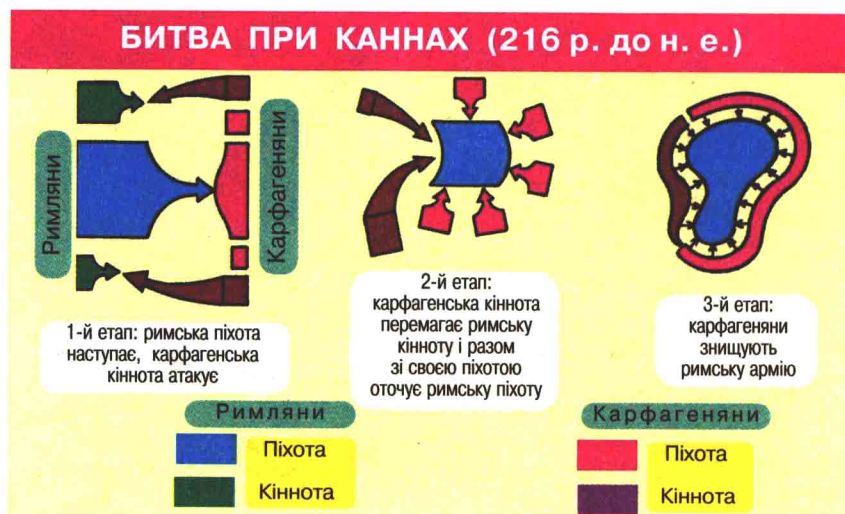 БИТВА ПРИ КАННАХ (216 р. до н. е.)
Римляни
Карфагеняни
1-й етап: римська піхота
наступає, карфагенська
кіннота атакує
2-й етап:
карфагенська кіннота
перемагає римську
кінноту і разом
зі своєю піхотою
оточує римську піхоту
3-й етап:
карфагеняни
знищують
римську армію
Римляни
Піхота
Кіннота
Карфагеняни
Піхота
Кіннота